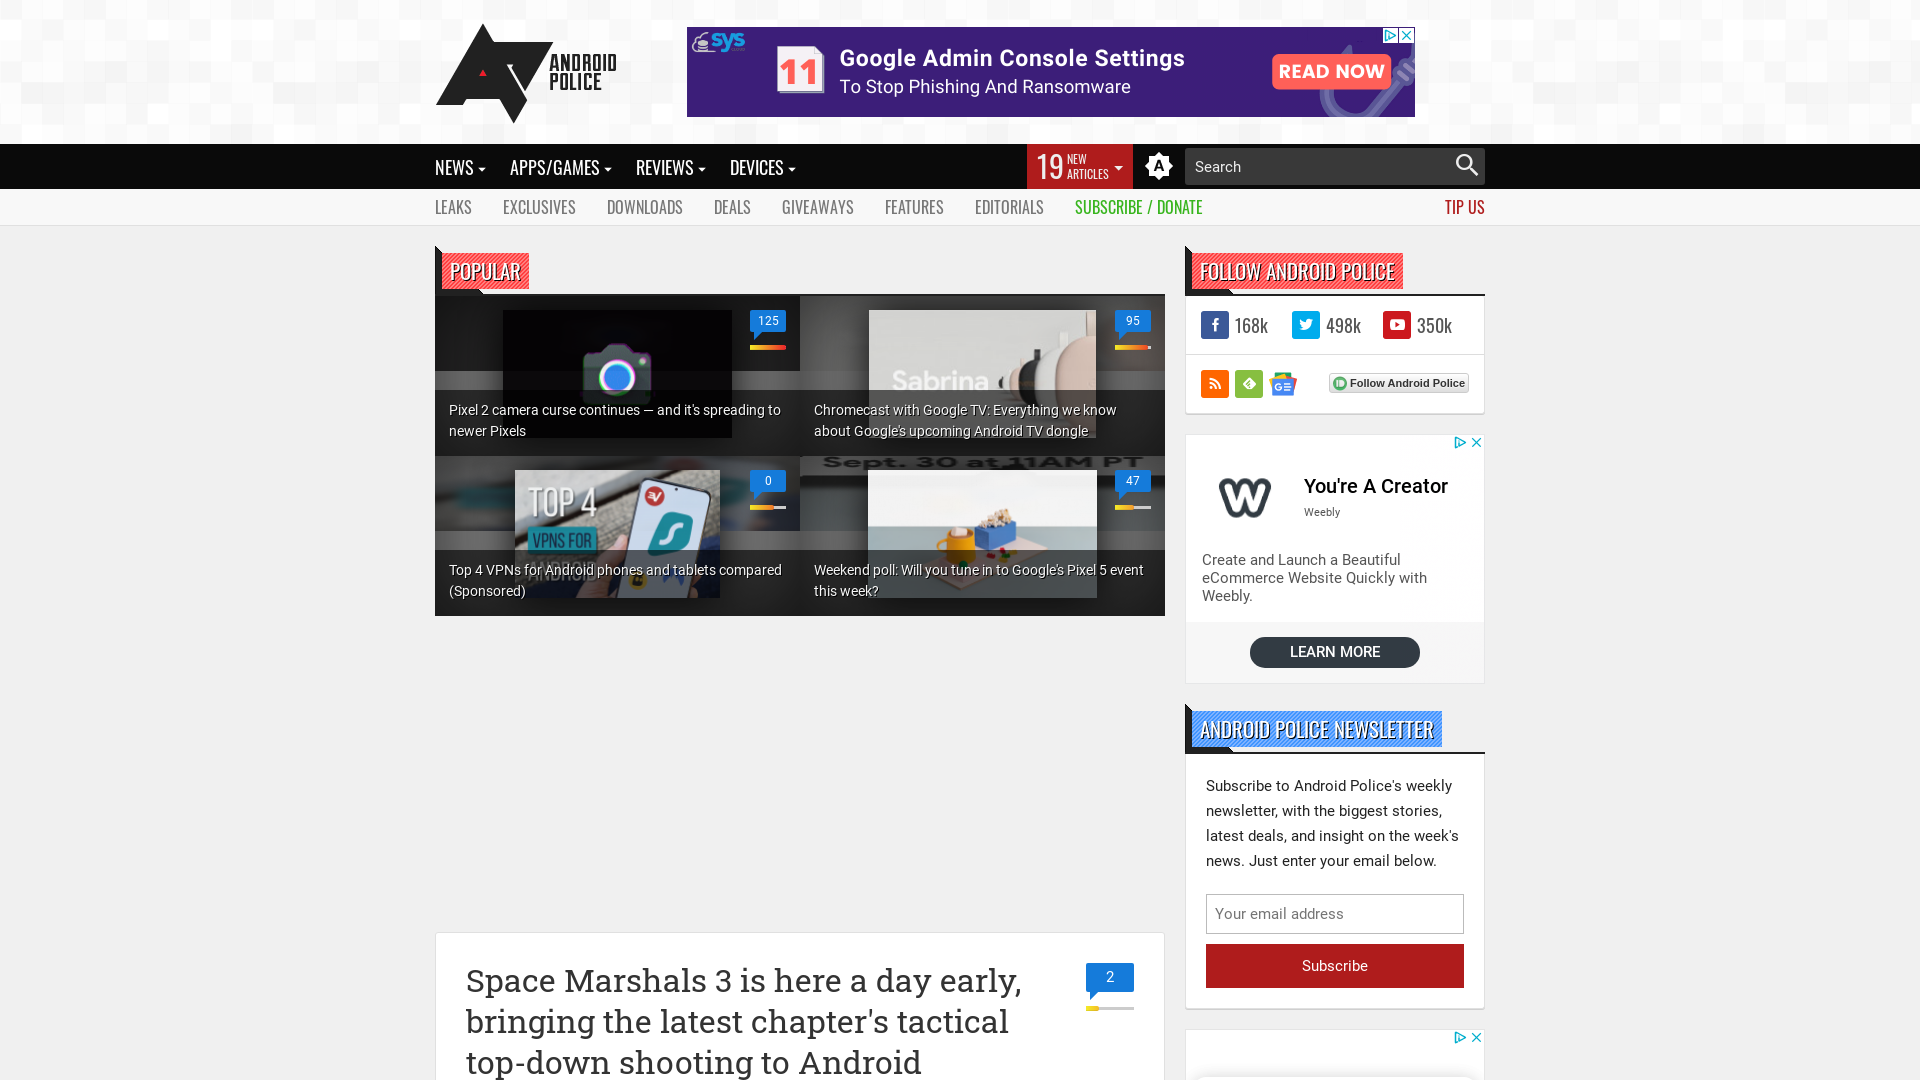 ANDROID
POLICE
sys
11
Google Admin Console Settings
To Stop Phishing And Ransomware
READ NOW
NEWS
APPS/GAMES
REVIEWS
DEVICES
19
NEW
ARTICLES
A
Search
LEAKS
EXCLUSIVES
DOWNLOADS
DEALS
GIVEAWAYS
FEATURES
EDITORIALS
SUBSCRIBE / DONATE
TIP US
POPULAR
125
Pixel 2 camera curse continues — and it's spreading to
newer Pixels
95
Sabrina
Chromecast with Google TV: Everything we know
about Google's upcoming Android TV dongle
TOP 4
VPNS FOR
ANDROID
0
Top 4 VPNs for Android phones and tablets compared
(Sponsored)
Sept. 30 at 11AM PT
47
Weekend poll: Will you tune in to Google's Pixel 5 event
this week?
Space Marshals 3 is here a day early,
bringing the latest chapter's tactical
top-down shooting to Android
2
FOLLOW ANDROID POLICE
168k
498k
350k
Follow Android Police
You're A Creator
Weebly
Create and Launch a Beautiful
eCommerce Website Quickly with
Weebly.
LEARN MORE
ANDROID POLICE NEWSLETTER
Subscribe to Android Police's weekly
newsletter, with the biggest stories,
latest deals, and insight on the week's
news. Just enter your email below.
Your email address
Subscribe